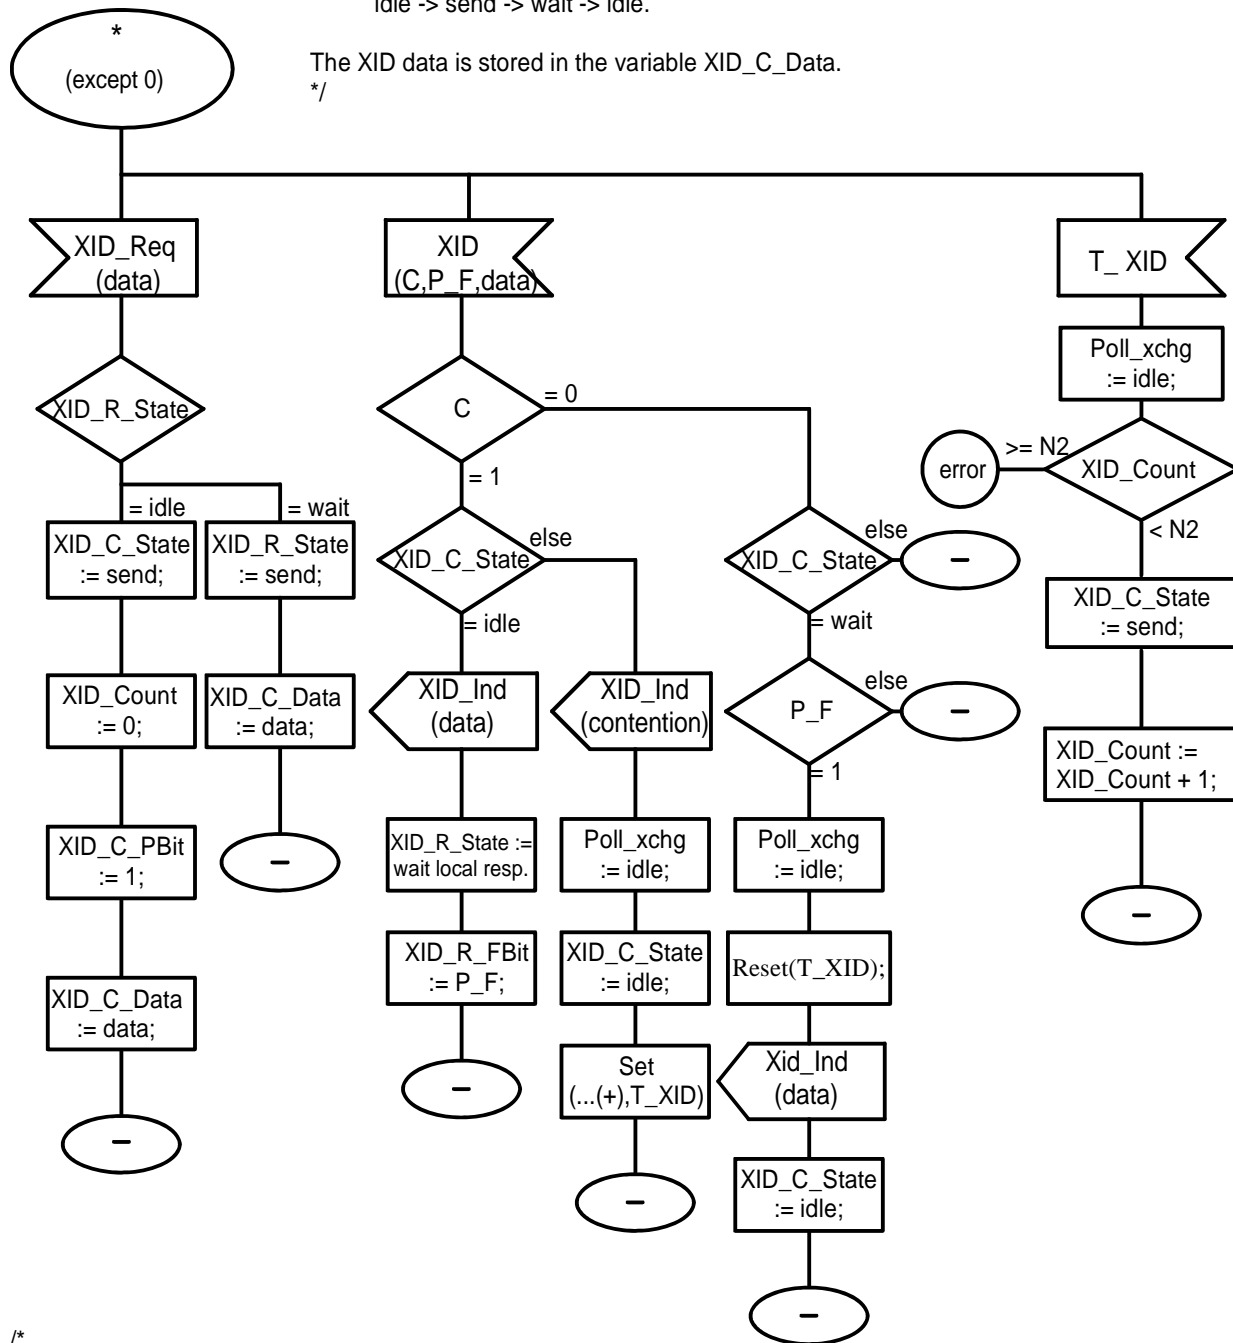 idle -> send -> wait -> idle.
The XID data is stored in the variable XID_C_Data.
*/
*
(except 0)
XID_Req
(data)
XID_R_State
= idle
= wait
XID_C_State
:= send;
XID_R_State
:= send;
XID_Count
:= 0;
XID_C_Data
:= data;
XID_C_PBit
:= 1;
–
XID_C_Data
:= data;
–
XID
(C,P_F,data)
C
= 0
= 1
XID_C_State
else
= idle
XID_Ind
(data)
XID_Ind
(contention)
XID_R_State :=
wait local resp.
Poll_xchg
:= idle;
XID_R_FBit
:= P_F;
XID_C_State
:= idle;
–
Set
(...(+),T_XID)
–
XID_C_State
else
–
= wait
P_F
else
–
= 1
Poll_xchg
:= idle;
Reset(T_XID);
Xid_Ind
(data)
XID_C_State
:= idle;
–
T_ XID
Poll_xchg
:= idle;
error
>= N2
XID_Count
< N2
XID_C_State
:= send;
XID_Count :=
XID_Count + 1;
–
/*